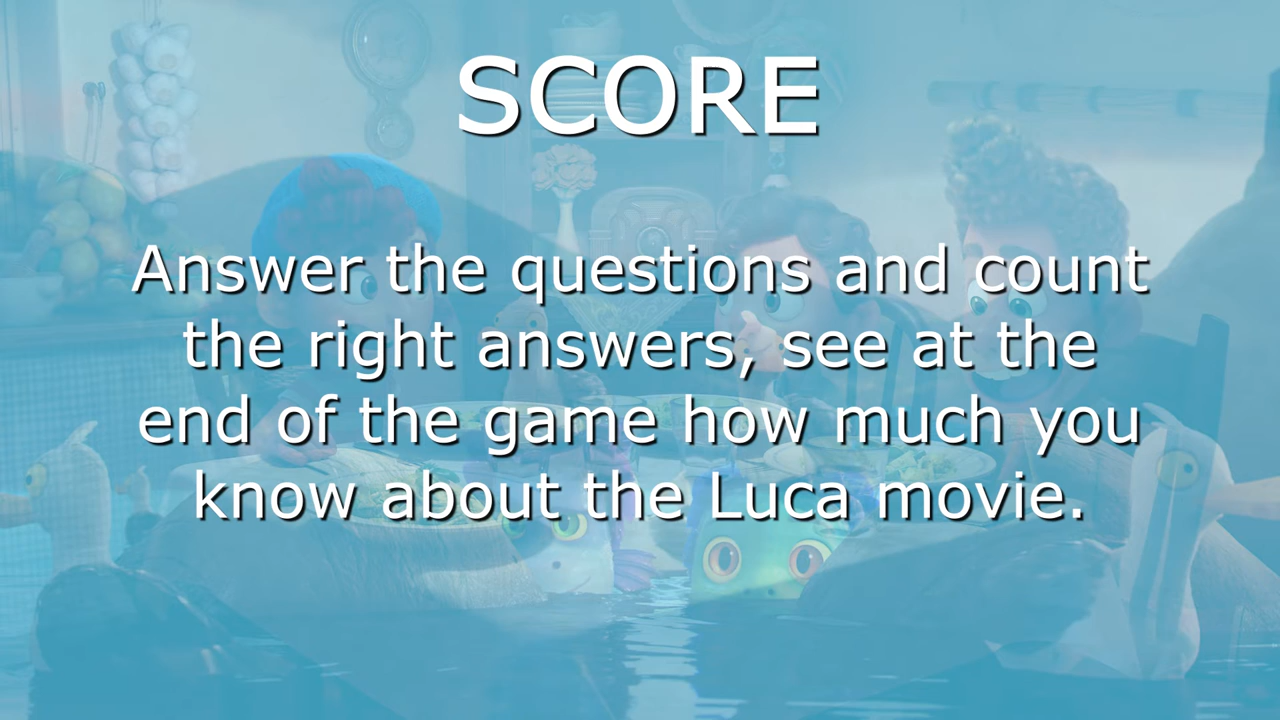 SCORE
Answer the questions and count
the right answers, see at the
end of the game how much you
know about the Luca movie.